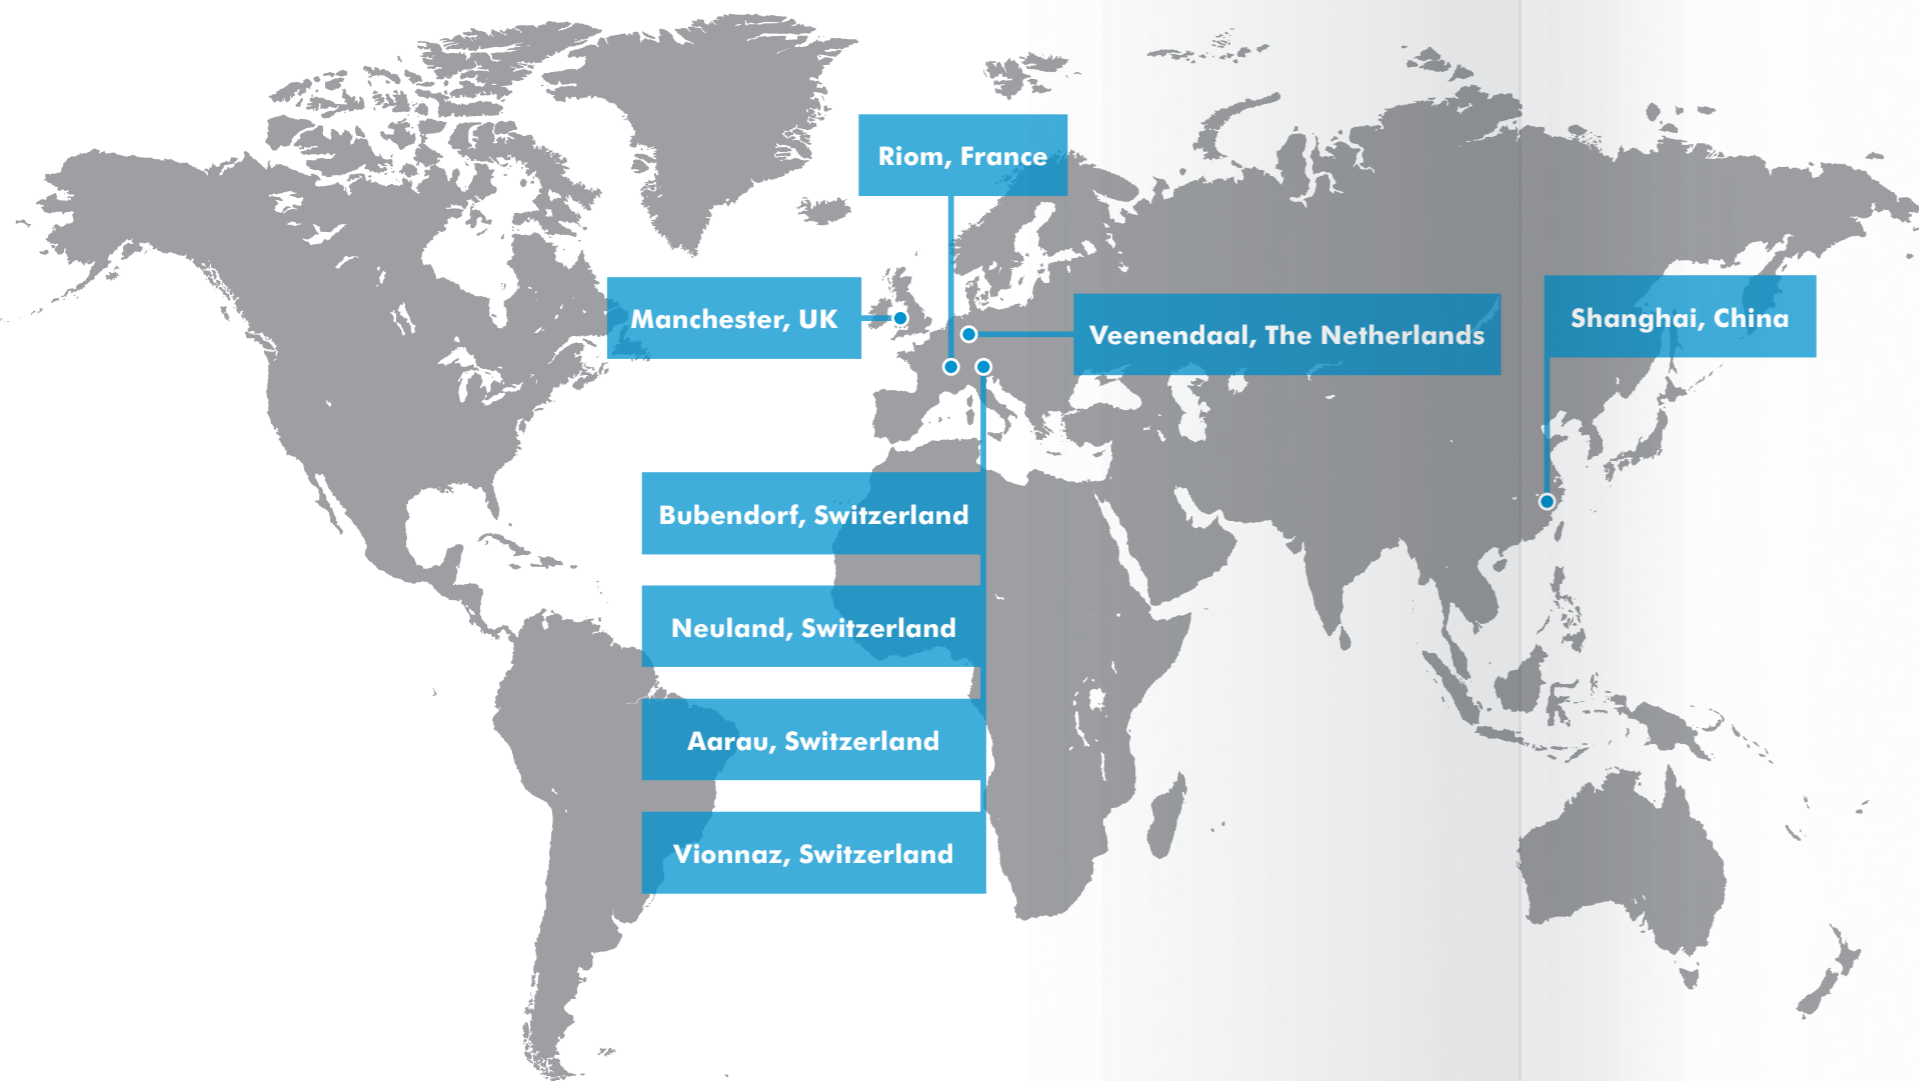 Riom, France
Manchester, UK
Veenendaal, The Netherlands
Shanghai, China
Bubendorf, Switzerland
Neuland, Switzerland
Aarau, Switzerland
Vionnaz, Switzerland